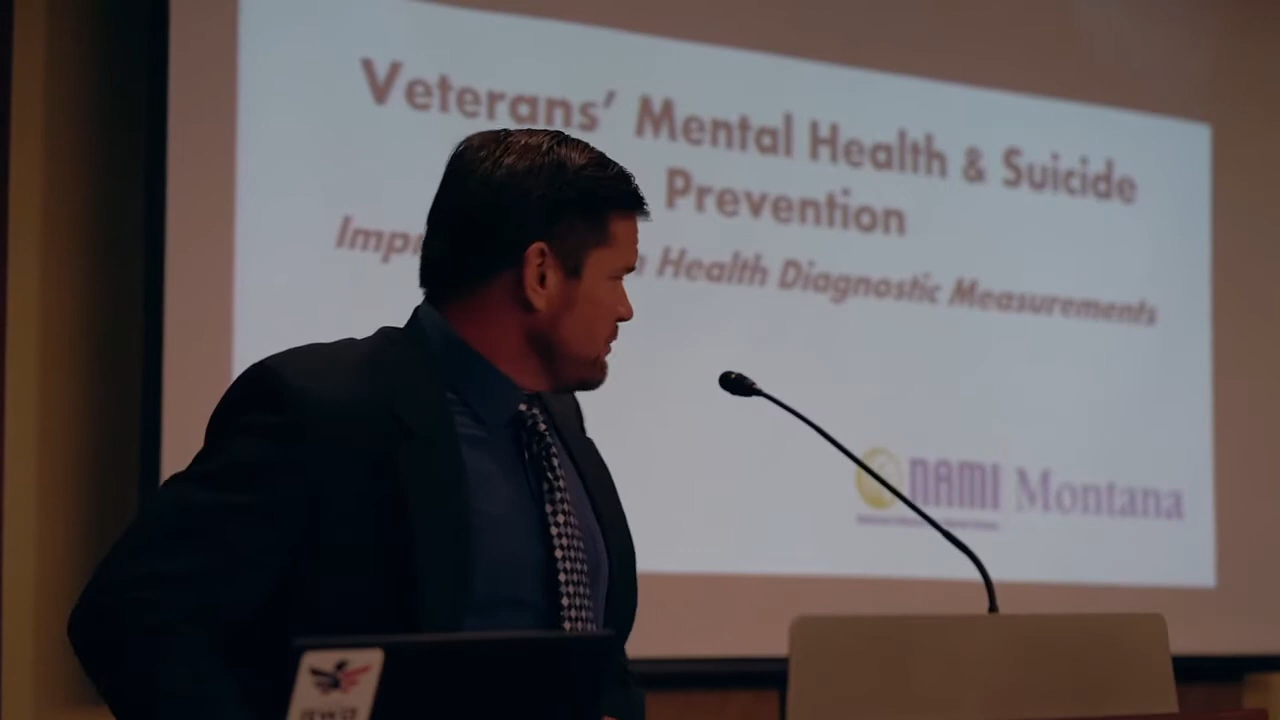 Veterans’ Mental Health & Suicide
Prevention
Health Diagnostic Measurements
NAMI Montana